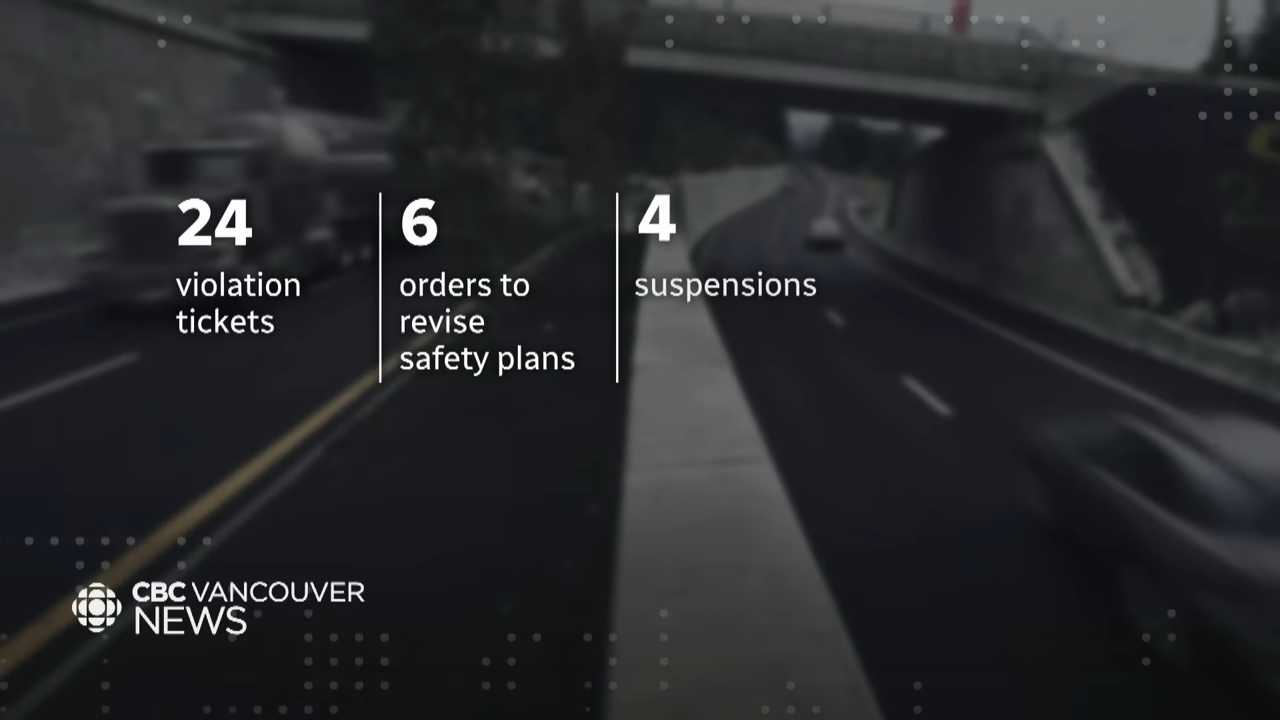 24
violation
tickets
6
orders to
revise
safety plans
4
suspensions
CBC VANCOUVER
NEWS